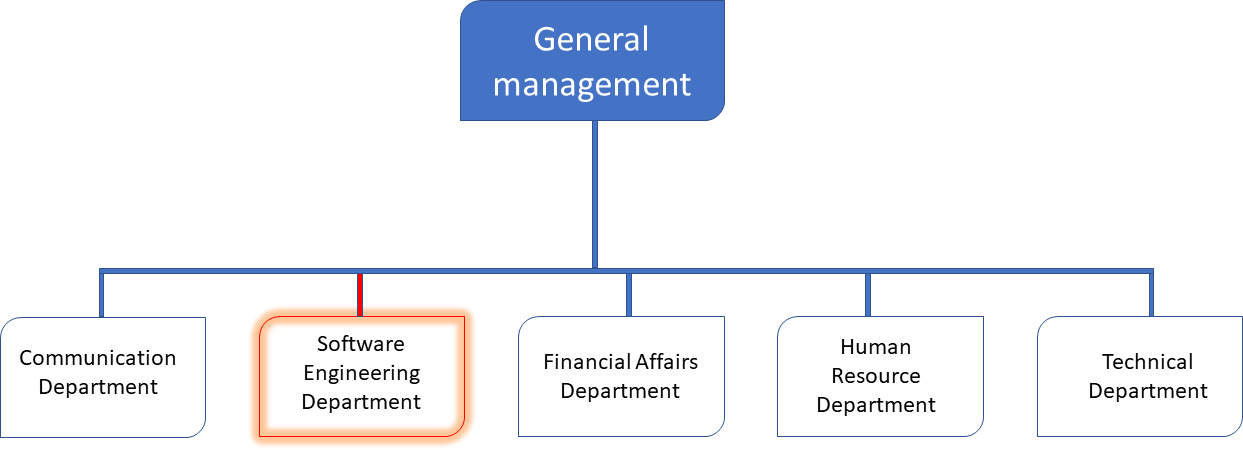 General
management
Communication
Department
Software
Engineering
Department
Financial Affairs
Department
Human
Resource
Department
Technical
Department